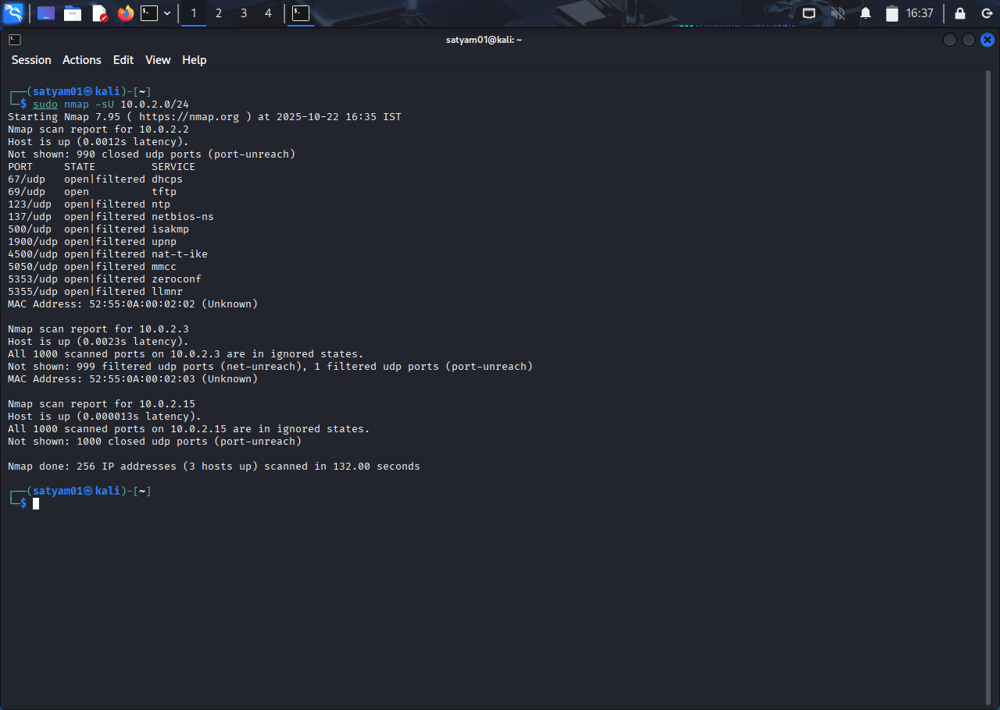 1 2 3 4 16:37
satyam01@kali: ~
Session Actions Edit View Help
┌──(satyam01㉿kali)-[~]
└─$ sudo nmap -sU 10.0.2.0/24
Starting Nmap 7.95 ( https://nmap.org ) at 2025-10-22 16:35 IST
Nmap scan report for 10.0.2.2
Host is up (0.0012s latency).
Not shown: 990 closed udp ports (port-unreach)
PORT     STATE         SERVICE
67/udp   open|filtered dhcps
69/udp   open          tftp
123/udp  open|filtered ntp
137/udp  open|filtered netbios-ns
500/udp  open|filtered isakmp
1900/udp open|filtered upnp
4500/udp open|filtered nat-t-ike
5050/udp open|filtered mmcc
5353/udp open|filtered zeroconf
5355/udp open|filtered llmnr
MAC Address: 52:55:0A:00:02:02 (Unknown)
Nmap scan report for 10.0.2.3
Host is up (0.0023s latency).
All 1000 scanned ports on 10.0.2.3 are in ignored states.
Not shown: 999 filtered udp ports (net-unreach), 1 filtered udp ports (port-unreach)
MAC Address: 52:55:0A:00:02:03 (Unknown)
Nmap scan report for 10.0.2.15
Host is up (0.000013s latency).
All 1000 scanned ports on 10.0.2.15 are in ignored states.
Not shown: 1000 closed udp ports (port-unreach)
Nmap done: 256 IP addresses (3 hosts up) scanned in 132.00 seconds
┌──(satyam01㉿kali)-[~]
└─$